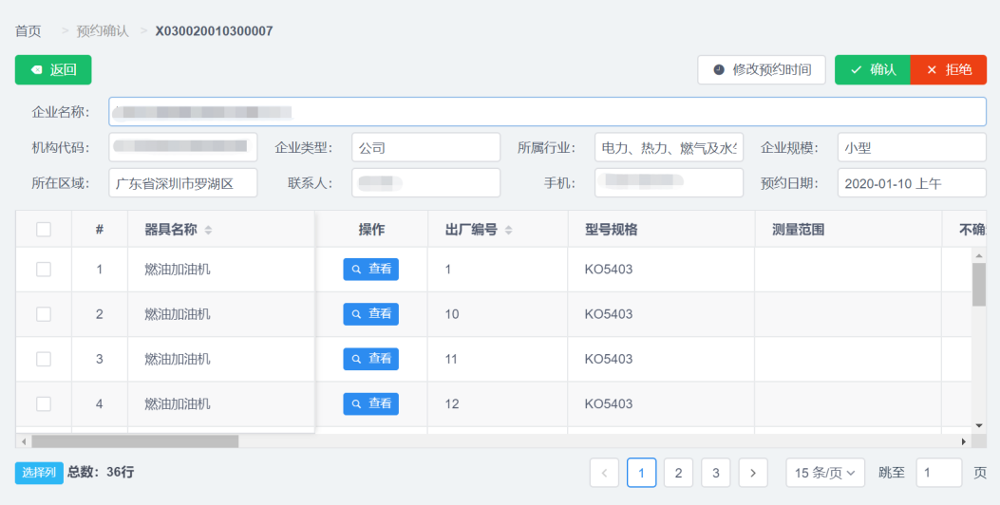 首页 > 预约确认 > X030020010300007
返回 修改预约时间 确认 拒绝
企业名称:
机构代码: 企业类型: 公司 所属行业: 电力、热力、燃气及水 企业规模: 小型
所在区域: 广东省深圳市罗湖区 联系人: 手机: 预约日期: 2020-01-10 上午
# 器具名称 操作 出厂编号 型号规格 测量范围 不确
1 燃油加油机 查看 1 KO5403
2 燃油加油机 查看 10 KO5403
3 燃油加油机 查看 11 KO5403
4 燃油加油机 查看 12 KO5403
选择列 总数: 36行 < 1 2 3 > 15 条/页 跳至 1 页